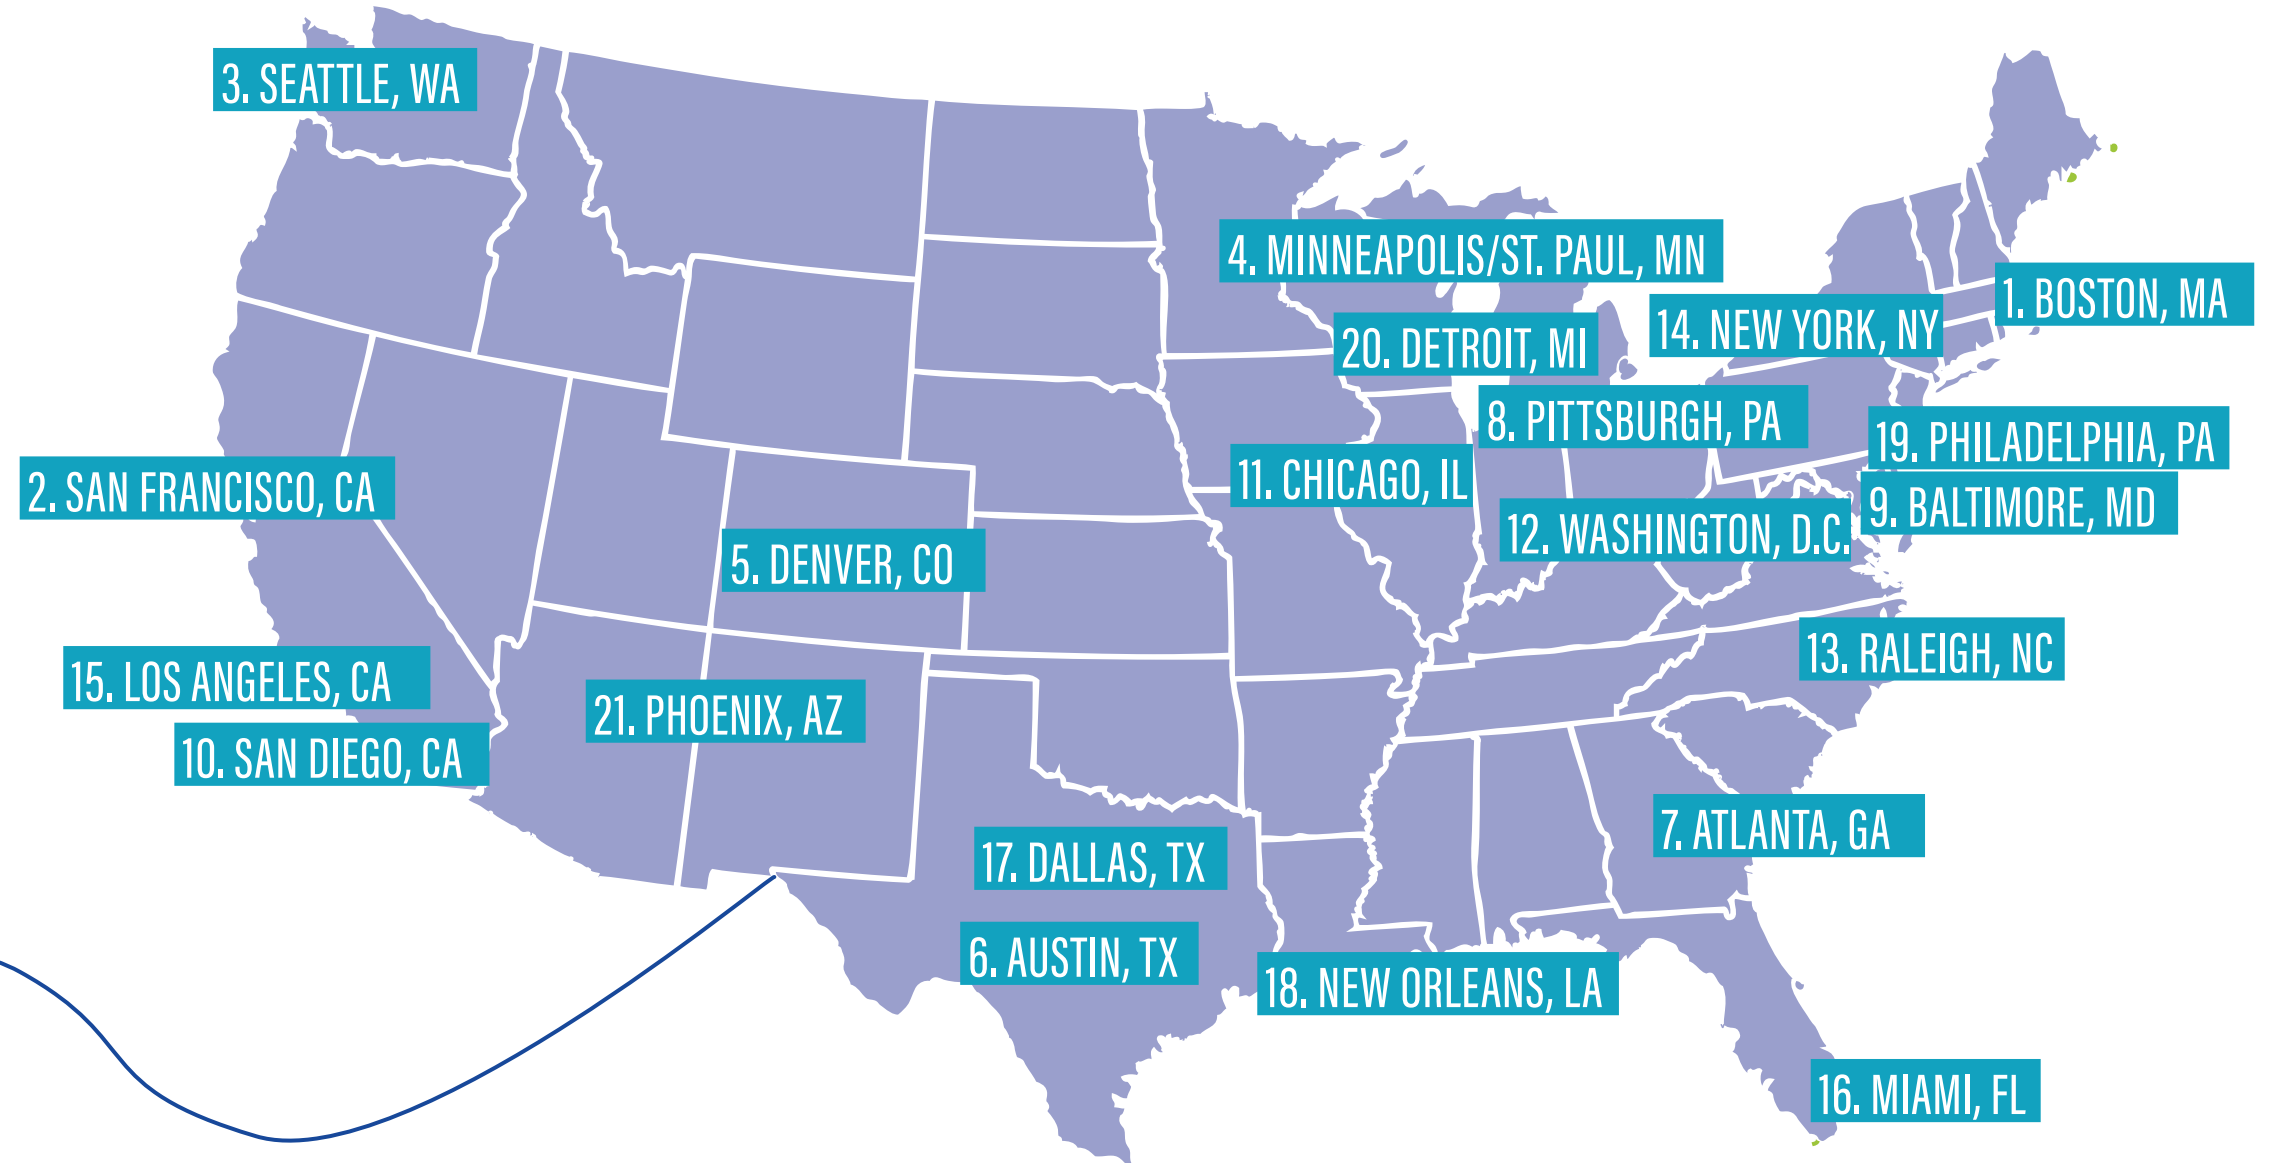 3. SEATTLE, WA
4. MINNEAPOLIS/ST. PAUL, MN
1. BOSTON, MA
14. NEW YORK, NY
20. DETROIT, MI
8. PITTSBURGH, PA
19. PHILADELPHIA, PA
11. CHICAGO, IL
2. SAN FRANCISCO, CA
9. BALTIMORE, MD
12. WASHINGTON, D.C.
5. DENVER, CO
13. RALEIGH, NC
15. LOS ANGELES, CA
21. PHOENIX, AZ
10. SAN DIEGO, CA
7. ATLANTA, GA
17. DALLAS, TX
6. AUSTIN, TX
18. NEW ORLEANS, LA
16. MIAMI, FL